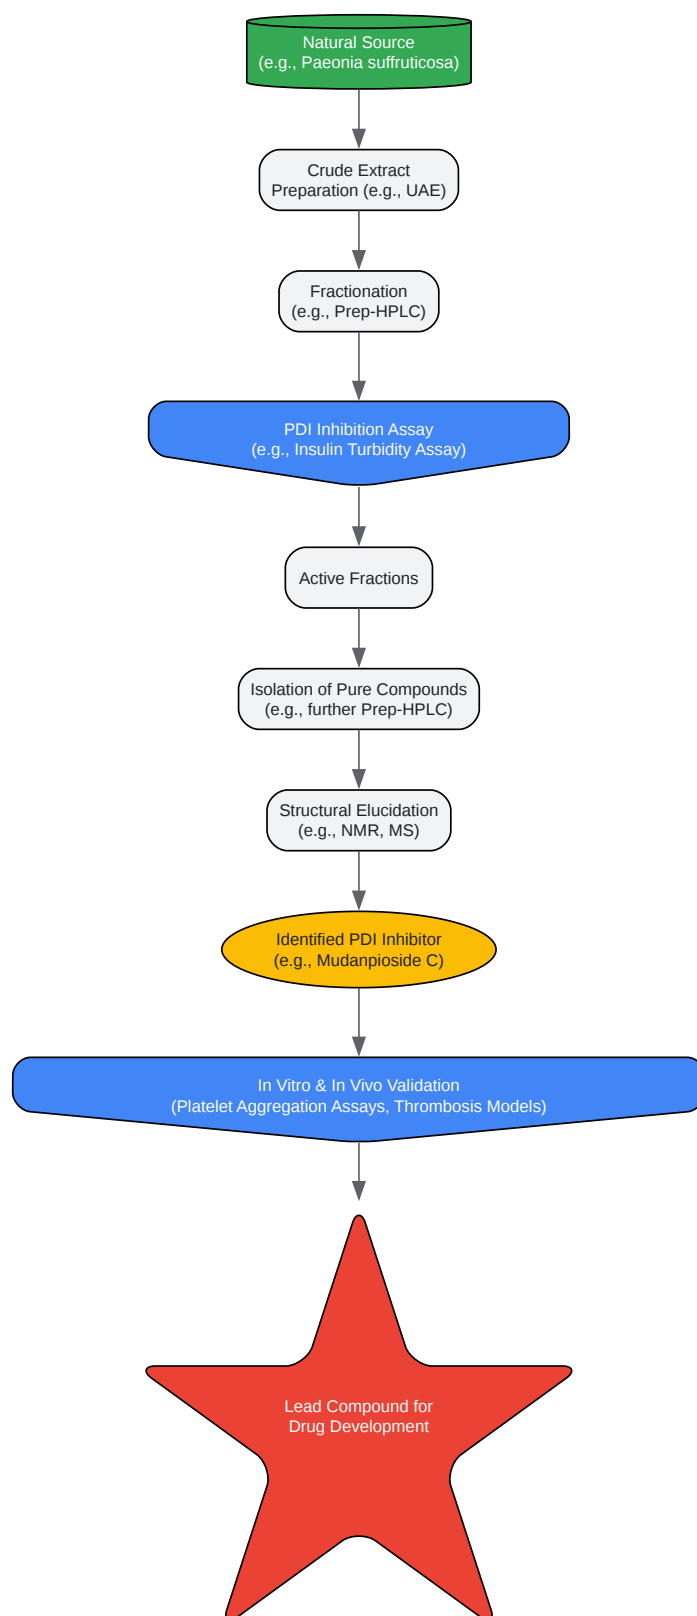 Natural Source
(e.g., Paeonia suffruticosa)
Crude Extract
Preparation (e.g., UAE)
Fractionation
(e.g., Prep-HPLC)
PDI Inhibition Assay
(e.g., Insulin Turbidity Assay)
Active Fractions
Isolation of Pure Compounds
(e.g., further Prep-HPLC)
Structural Elucidation
(e.g., NMR, MS)
Identified PDI Inhibitor
(e.g., Mudanpioside C)
In Vitro & In Vivo Validation
(Platelet Aggregation Assays, Thrombosis Models)
Lead Compound for
Drug Development